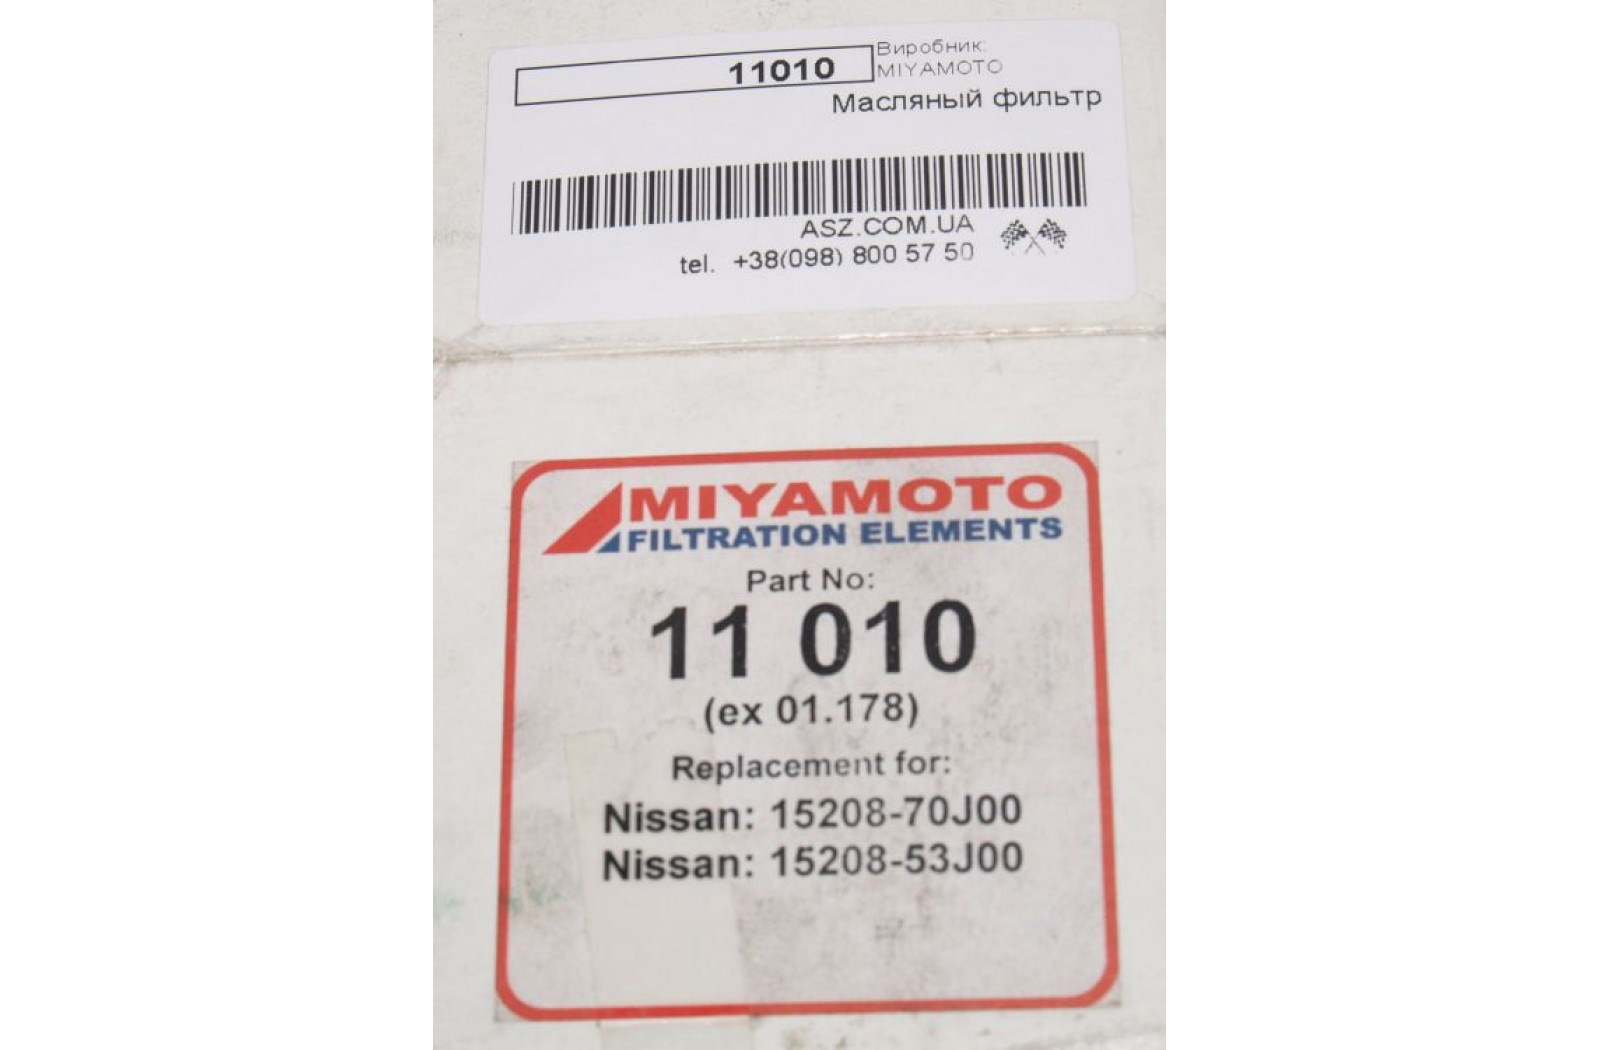 11010
Виробник:
MIYAMOTO
Масляный фильтр
ASZ.COM.UA
tel. +38(098) 800 57 50
MIYAMOTO
FILTRATION ELEMENTS
Part No:
11 010
(ex 01.178)
Replacement for:
Nissan: 15208-70J00
Nissan: 15208-53J00